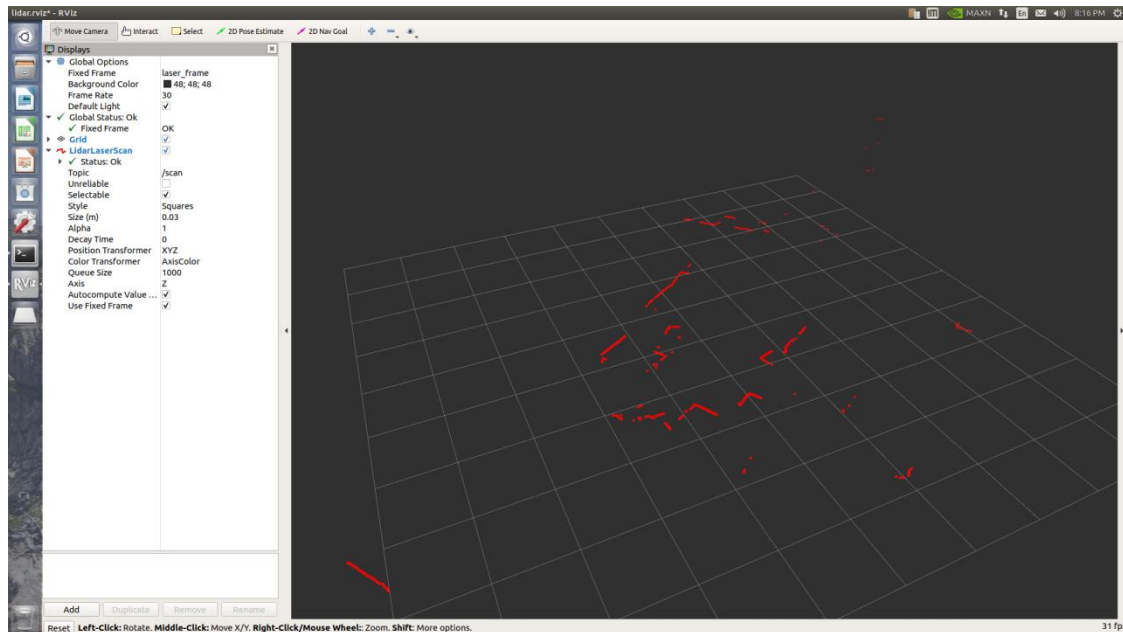 lidar.rviz* - RViz
MAXN En 8:16 PM
Move Camera Interact Select 2D Pose Estimate 2D Nav Goal
Displays
Global Options
Fixed Frame laser_frame
Background Color 48; 48; 48
Frame Rate 30
Default Light
Global Status: Ok
Fixed Frame OK
Grid
LidarLaserScan
Status: Ok
Topic /scan
Unreliable
Selectable
Style Squares
Size (m) 0.03
Alpha 1
Decay Time 0
Position Transformer XYZ
Color Transformer AxisColor
Queue Size 1000
Axis Z
Autocompute Value ...
Use Fixed Frame
RViz
Add Duplicate Remove Rename
Reset Left-Click: Rotate. Middle-Click: Move X/Y. Right-Click/Mouse Wheel:: Zoom. Shift: More options. 31 fp